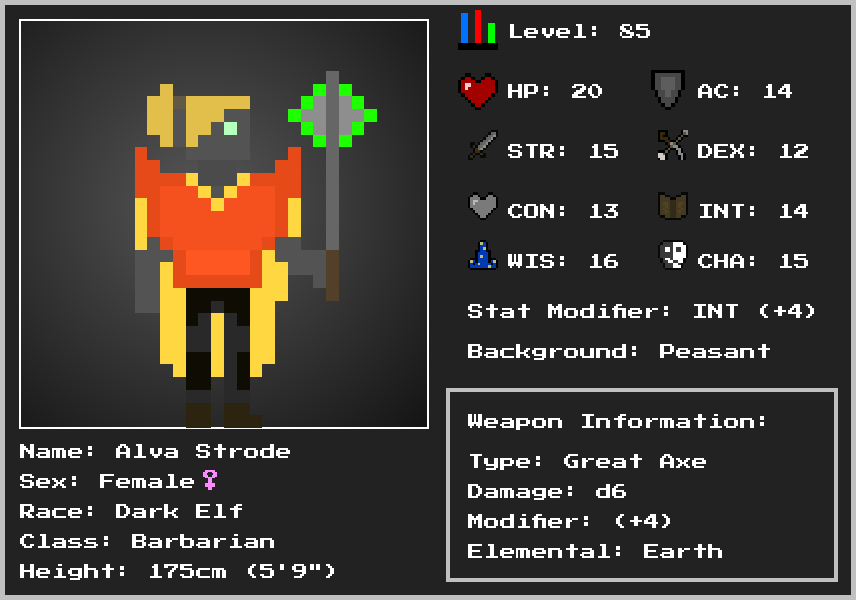 Level: 85
HP: 20 AC: 14
STR: 15 DEX: 12
CON: 13 INT: 14
WIS: 16 CHA: 15
Stat Modifier: INT (+4)
Background: Peasant
Weapon Information:
Type: Great Axe
Damage: d6
Modifier: (+4)
Elemental: Earth
Name: Alva Strode
Sex: Female♀
Race: Dark Elf
Class: Barbarian
Height: 175cm (5'9")